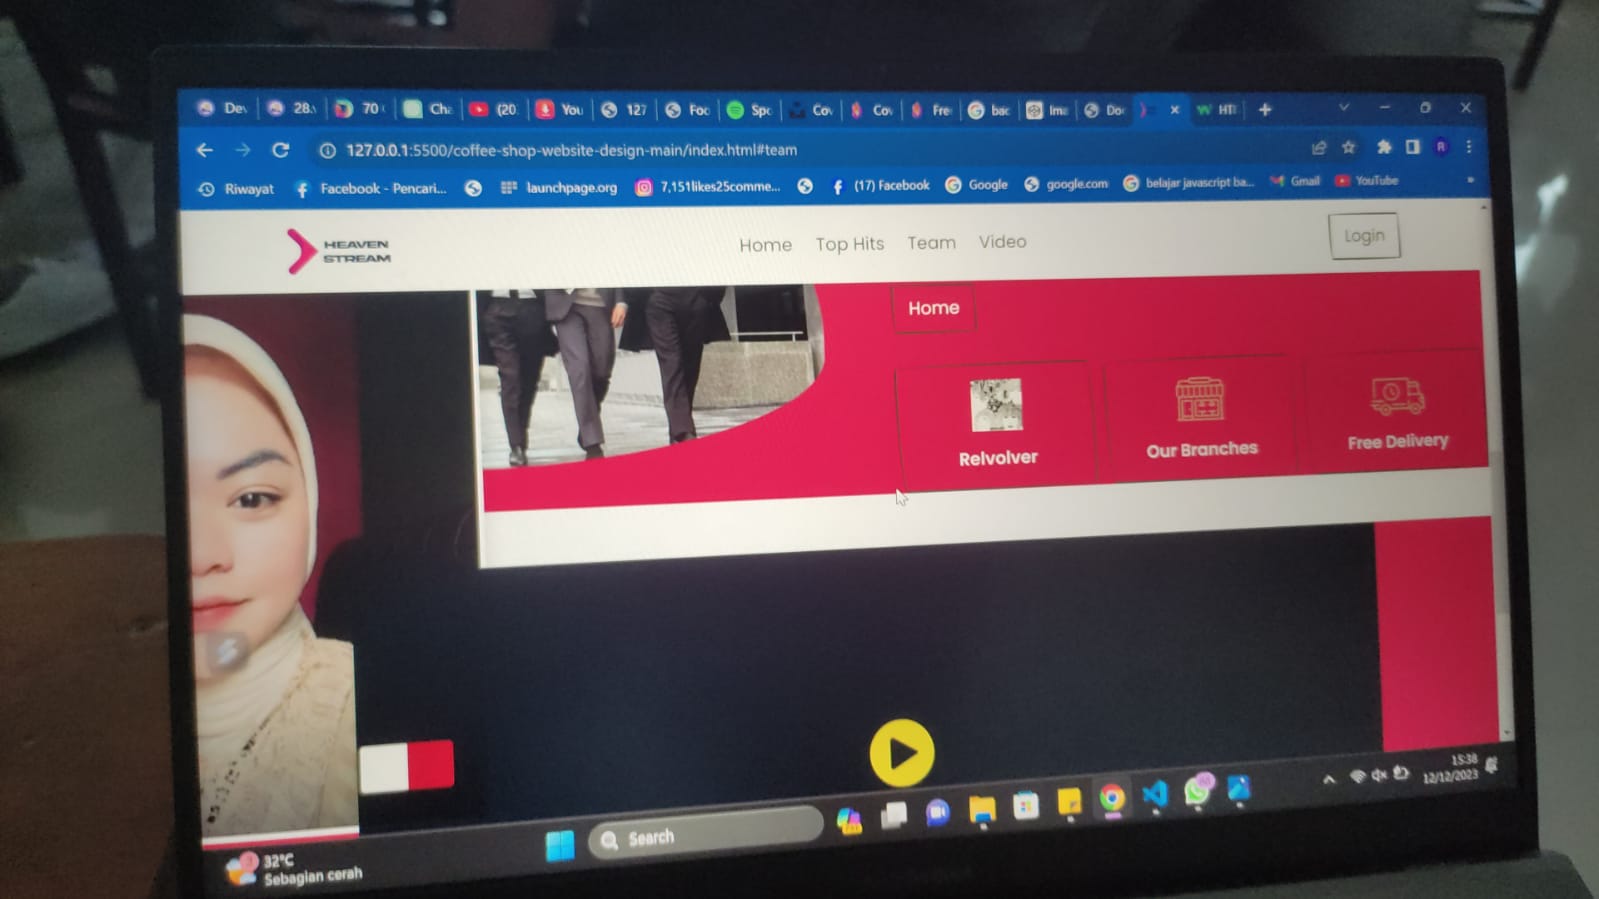 Dev
28.
70
Cha
(20
You
127
Foo
Spo
Cov
Cov
Fre
bac
Ima
Do
HT
127.0.0.1:5500/coffee-shop-website-design-main/index.html#team
Riwayat
Facebook - Pencari...
launchpage.org
7,151likes25comme...
(17) Facebook
Google
google.com
belajar javascript ba...
Gmail
YouTube
»
HEAVEN
STREAM
Home Top Hits Team Video
Login
Home
Relvolver
Our Branches
Free Delivery
32°C
Sebagian cerah
Search
15:38
12/12/2023